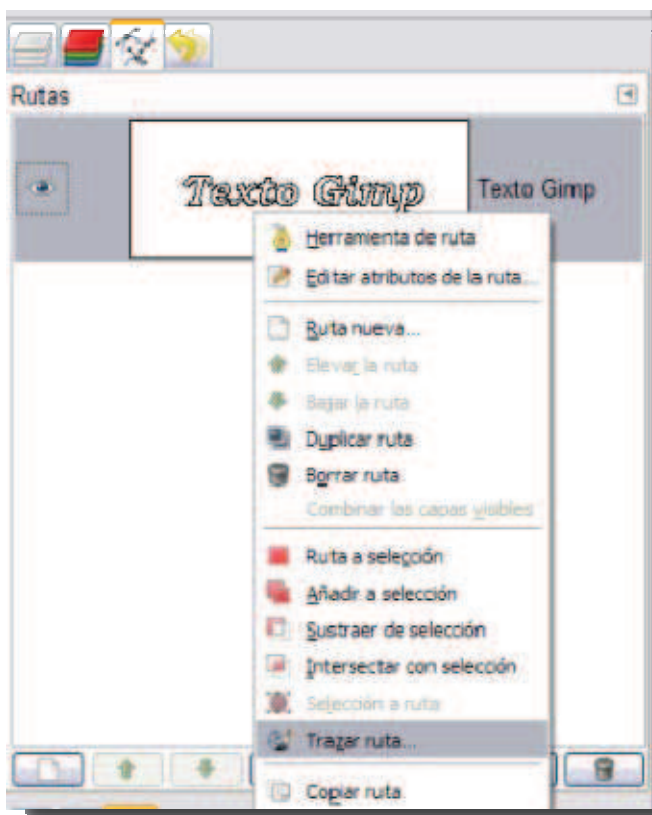 Rutas
Texto Gimp
Texto Gimp
Herramienta de ruta
Editar atributos de la ruta...
Ruta nueva...
Elevar la ruta
Bajar la ruta
Duplicar ruta
Borrar ruta
Combinar las capas visibles
Ruta a selección
Añadir a selección
Sustraer de selección
Intersectar con selección
Selección a ruta
Trazar ruta...
Copiar ruta